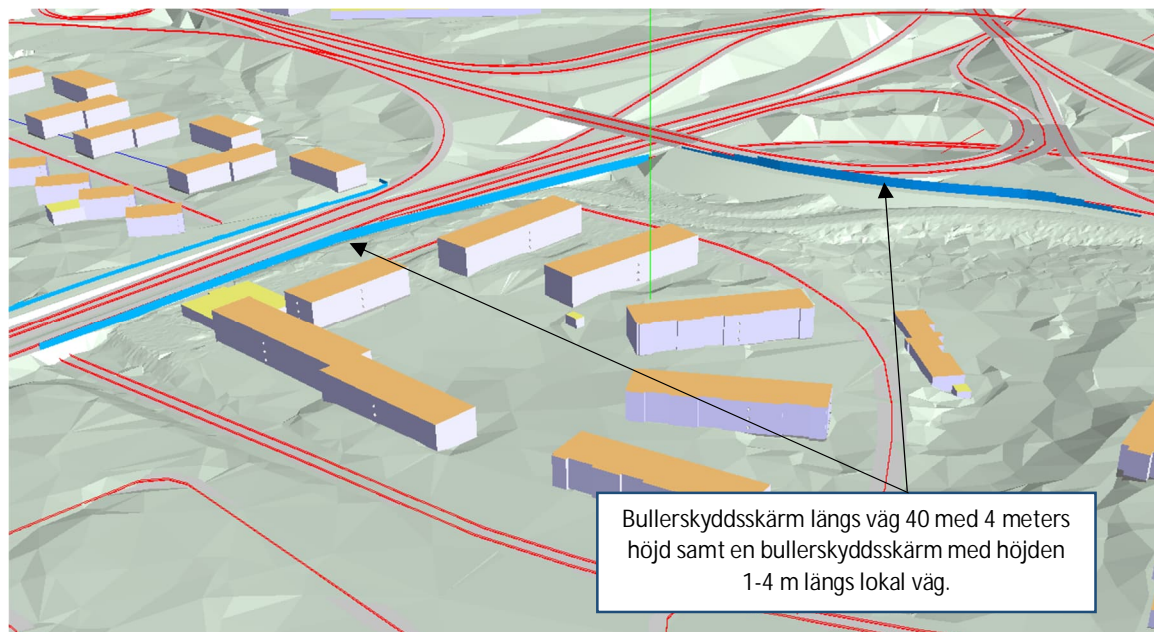 Bullerskyddsskärm längs väg 40 med 4 meters
höjd samt en bullerskyddsskärm med höjden
1-4 m längs lokal väg.